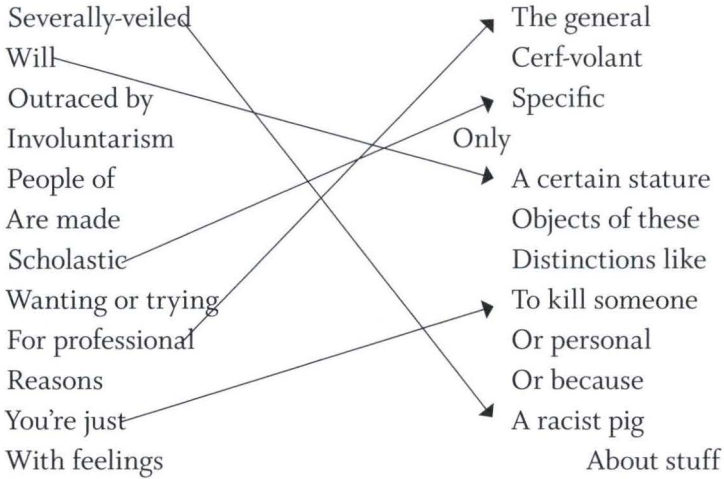 Severally-veiled The general
Will Cerf-volant
Outraced by Specific
Involuntarism Only
People of A certain stature
Are made Objects of these
Scholastic Distinctions like
Wanting or trying To kill someone
For professional Or personal
Reasons Or because
You're just A racist pig
With feelings About stuff